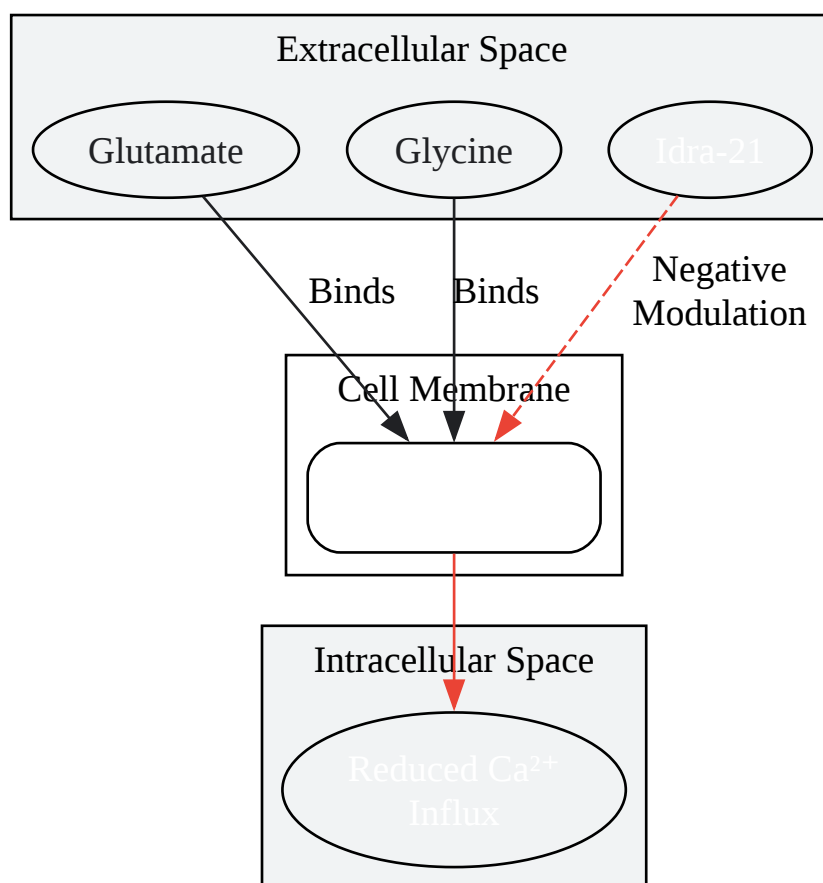 Extracellular Space
Glutamate
Glycine
Idra-21
Binds
Binds
Negative
Modulation
Cell Membrane
Intracellular Space
Reduced Ca²⁺
Influx